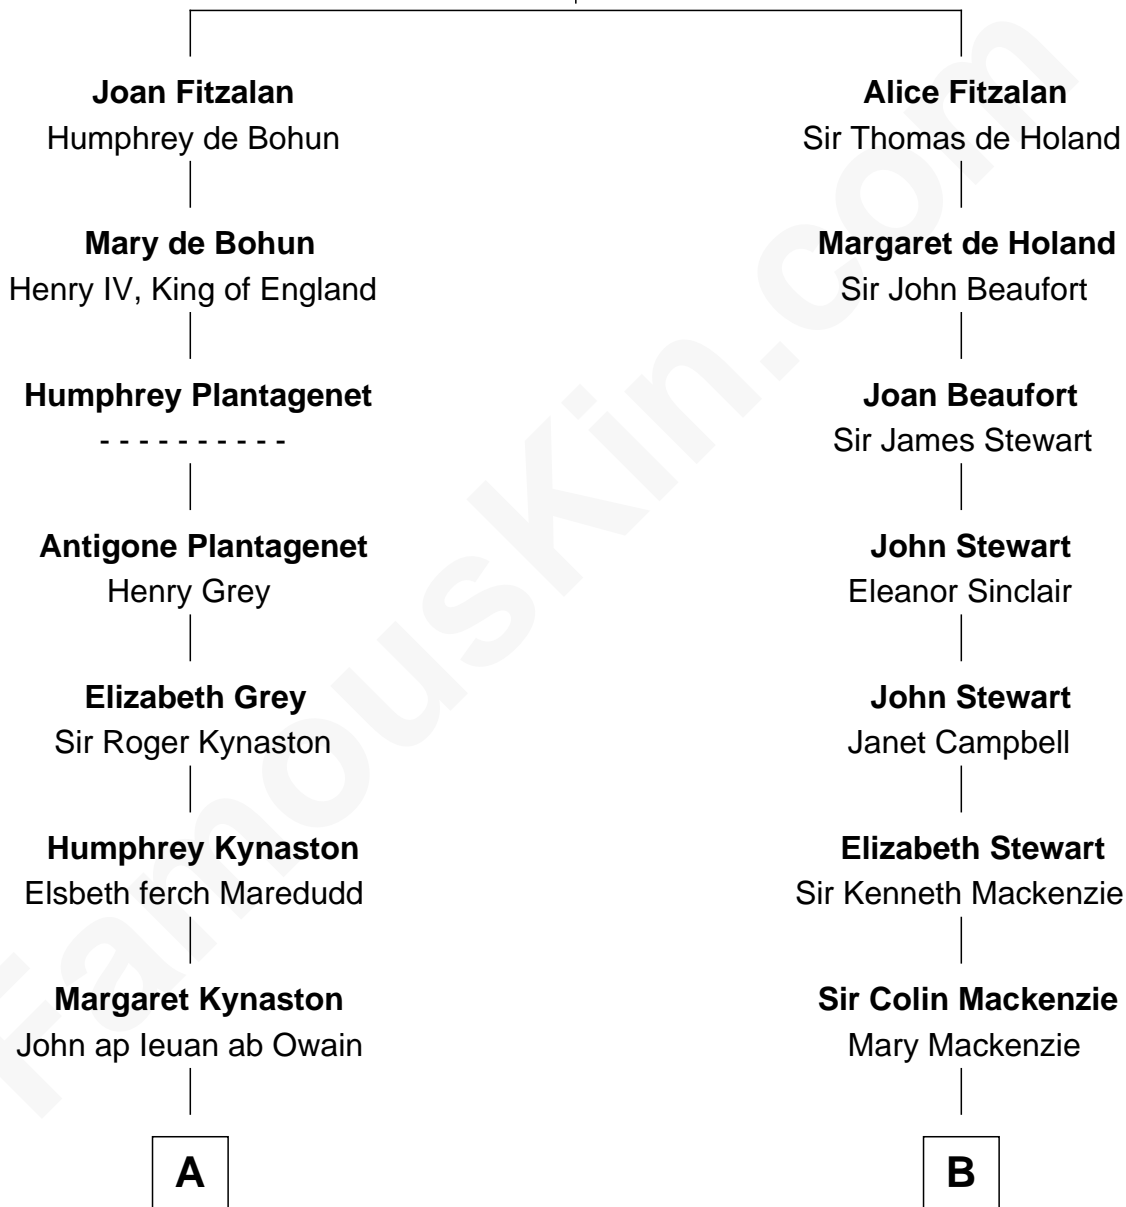 Joan Fitzalan
Humphrey de Bohun
Mary de Bohun
Henry IV, King of England
Humphrey Plantagenet
- - - - - - - - - -
Antigone Plantagenet
Henry Grey
Elizabeth Grey
Sir Roger Kynaston
Humphrey Kynaston
Elsbeth ferch Maredudd
Margaret Kynaston
John ap Ieuan ab Owain
A
Alice Fitzalan
Sir Thomas de Holand
Margaret de Holand
Sir John Beaufort
Joan Beaufort
Sir James Stewart
John Stewart
Eleanor Sinclair
John Stewart
Janet Campbell
Elizabeth Stewart
Sir Kenneth Mackenzie
Sir Colin Mackenzie
Mary Mackenzie
B
FamousKin.com